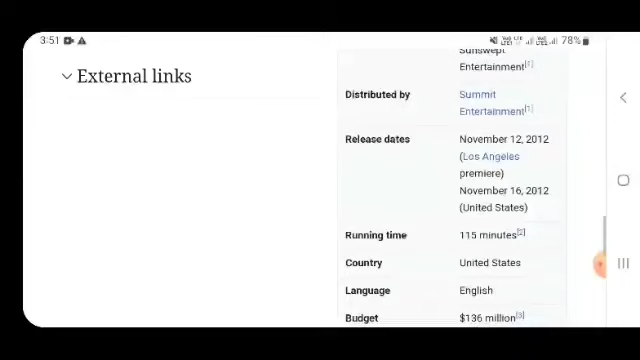 3:51
78%
External links
Sunswept
Entertainment[1]
Distributed by
Summit
Entertainment[1]
Release dates
November 12, 2012
(Los Angeles
premiere)
November 16, 2012
(United States)
Running time
115 minutes[2]
Country
United States
Language
English
Budget
$136 million[3]